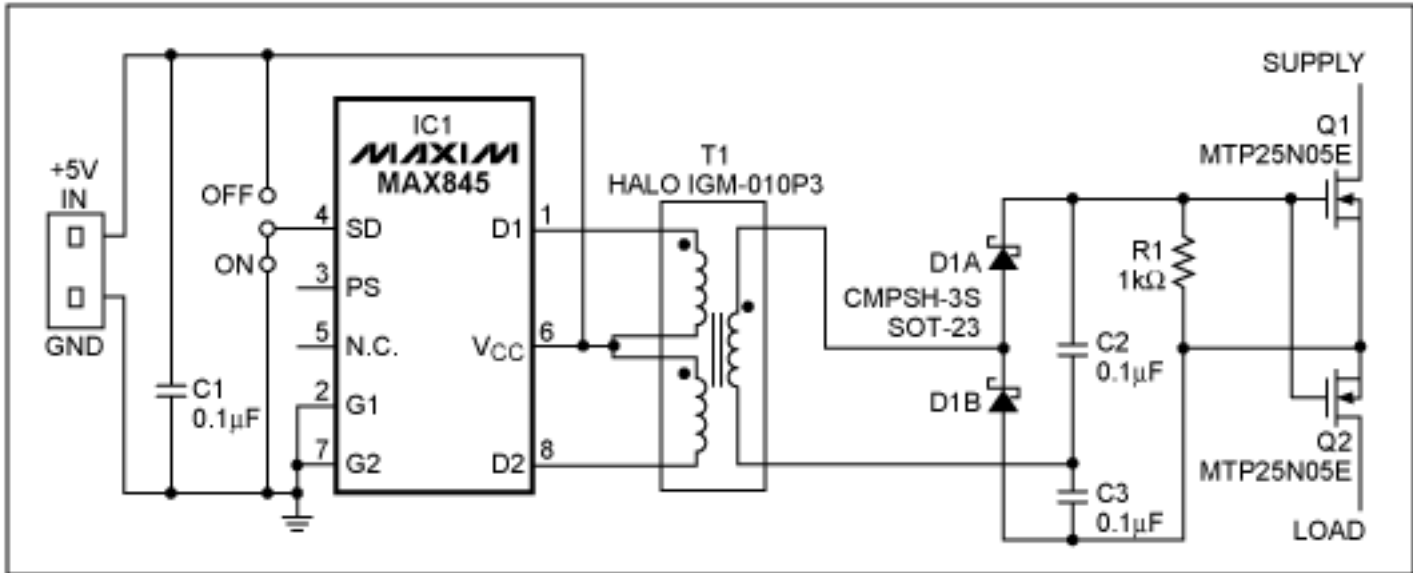 +5V
IN
GND
C1
0.1μF
OFF
ON
IC1
MAXIM
MAX845
4
SD
3
PS
5
N.C.
2
G1
7
G2
D1
1
VCC
6
D2
8
T1
HALO IGM-010P3
D1A
CMPSH-3S
SOT-23
D1B
C2
0.1μF
C3
0.1μF
R1
1kΩ
SUPPLY
Q1
MTP25N05E
Q2
MTP25N05E
LOAD